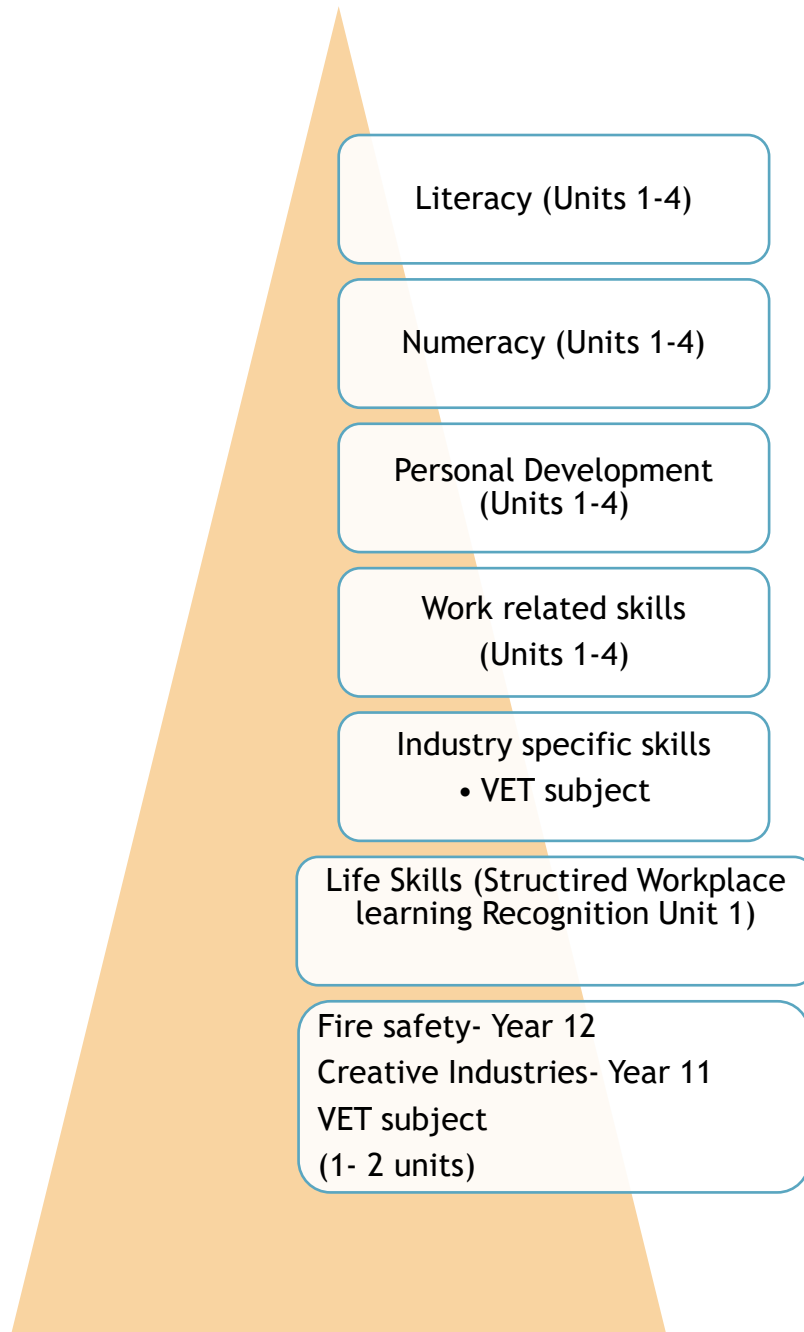 Literacy (Units 1-4)
Numeracy (Units 1-4)
Personal Development
(Units 1-4)
Work related skills
(Units 1-4)
Industry specific skills
• VET subject
Life Skills (Structired Workplace
learning Recognition Unit 1)
Fire safety- Year 12
Creative Industries- Year 11
VET subject
(1- 2 units)